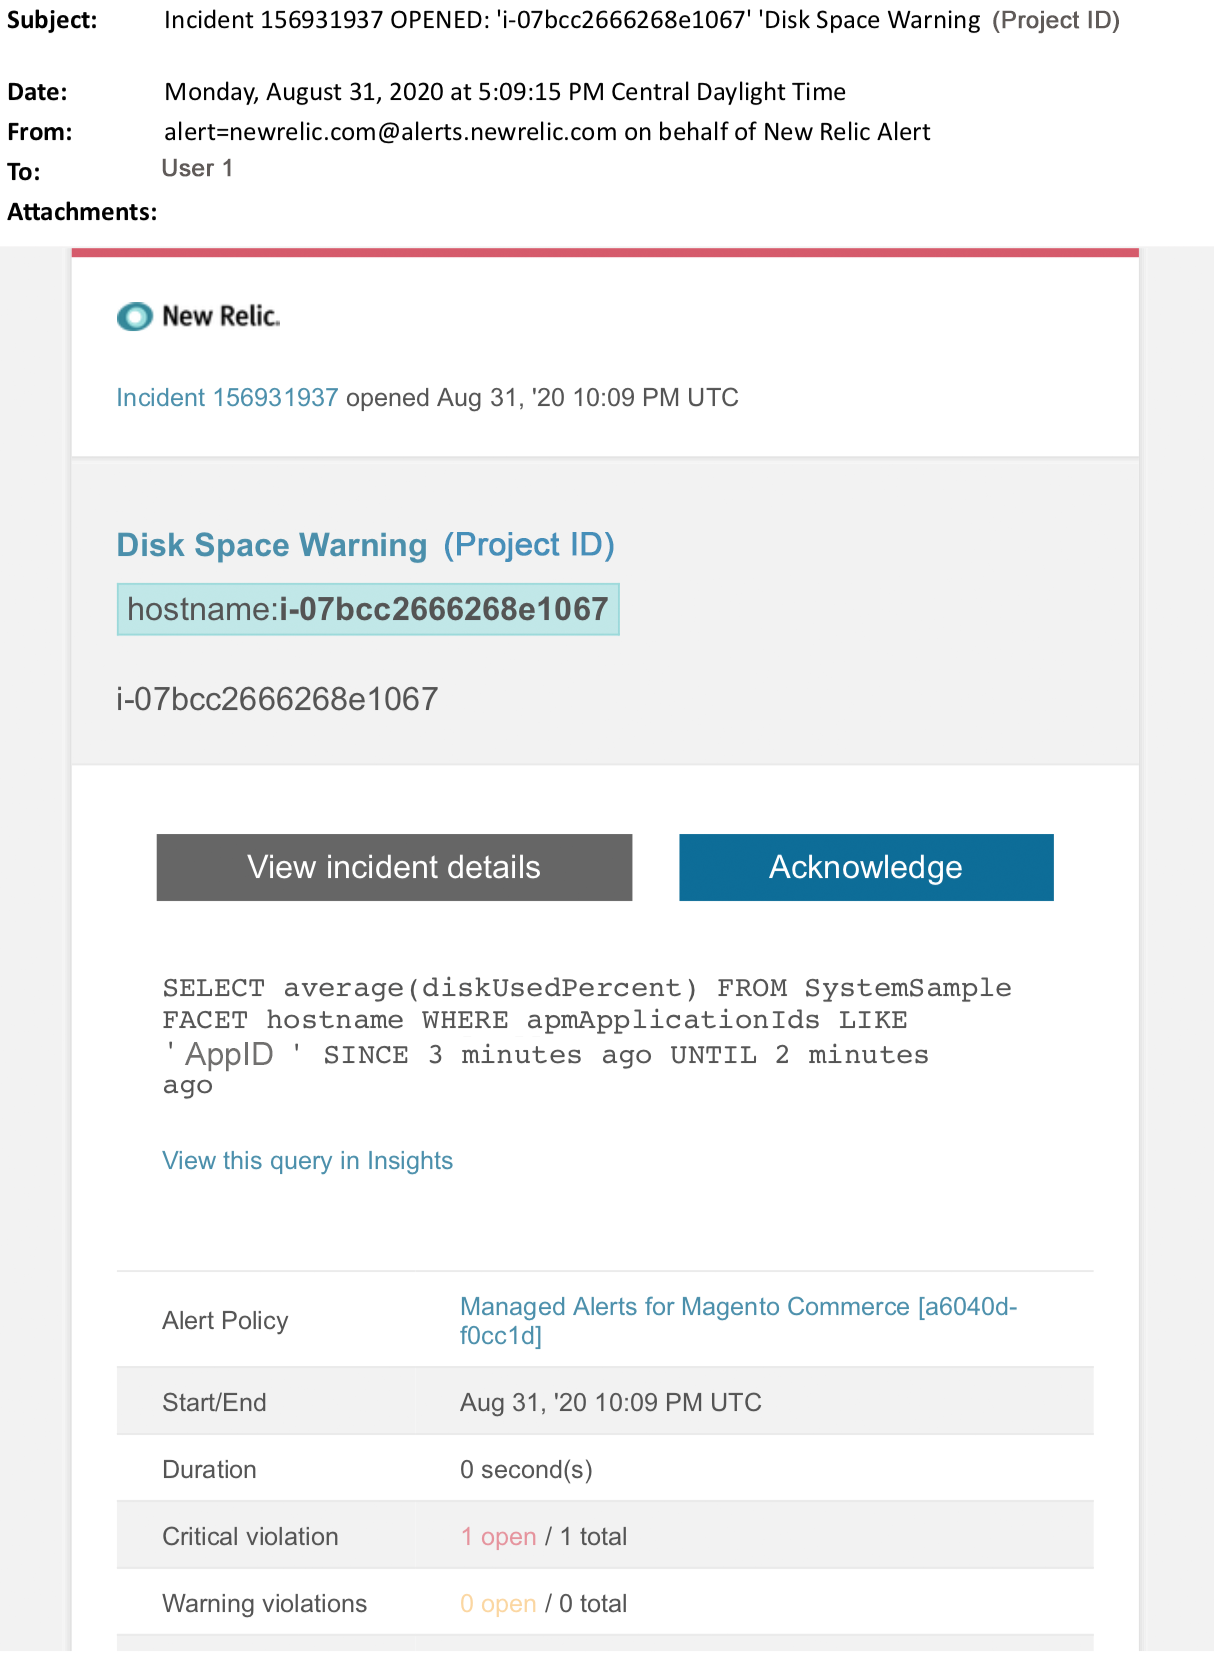 Subject: Incident 156931937 OPENED: 'i-07bcc2666268e1067' 'Disk Space Warning (Project ID)
Date: Monday, August 31, 2020 at 5:09:15 PM Central Daylight Time
From: alert=newrelic.com@alerts.newrelic.com on behalf of New Relic Alert
To: User 1
Attachments:
New Relic.
Incident 156931937 opened Aug 31, '20 10:09 PM UTC
Disk Space Warning (Project ID)
hostname:i-07bcc2666268e1067
i-07bcc2666268e1067
View incident details Acknowledge
SELECT average(diskUsedPercent) FROM SystemSample
FACET hostname WHERE apmApplicationIds LIKE
' AppID ' SINCE 3 minutes ago UNTIL 2 minutes
ago
View this query in Insights
Alert Policy Managed Alerts for Magento Commerce [a6040d-
f0cc1d]
Start/End Aug 31, '20 10:09 PM UTC
Duration 0 second(s)
Critical violation 1 open / 1 total
Warning violations 0 open / 0 total